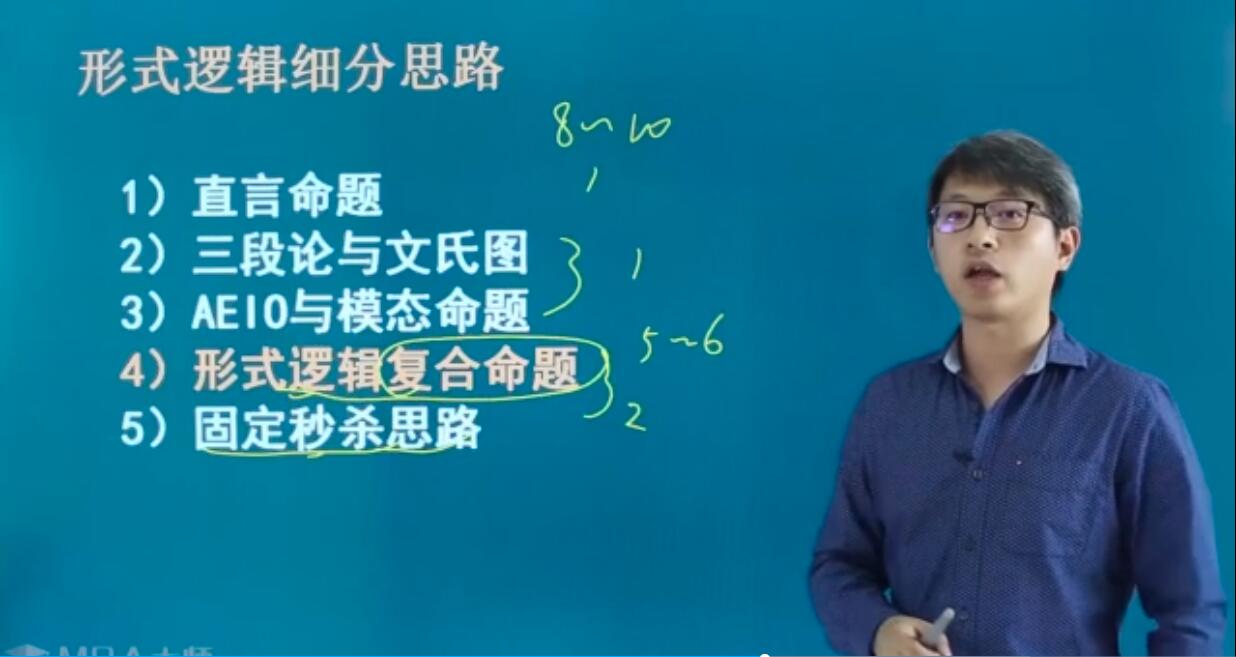 形式逻辑细分思路
8~10
1)直言命题
1
2)三段论与文氏图
1
3)AEIO与模态命题
4)形式逻辑复合命题
5~6
5)固定秒杀思路
2
MBA大师